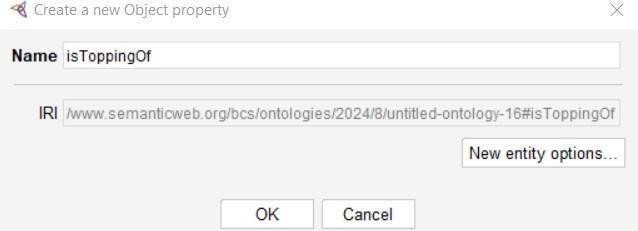 Create a new Object property
Name isToppingOf
IRI /www.semanticweb.org/bcs/ontologies/2024/8/untitled-ontology-16#isToppingOf
New entity options...
OK Cancel